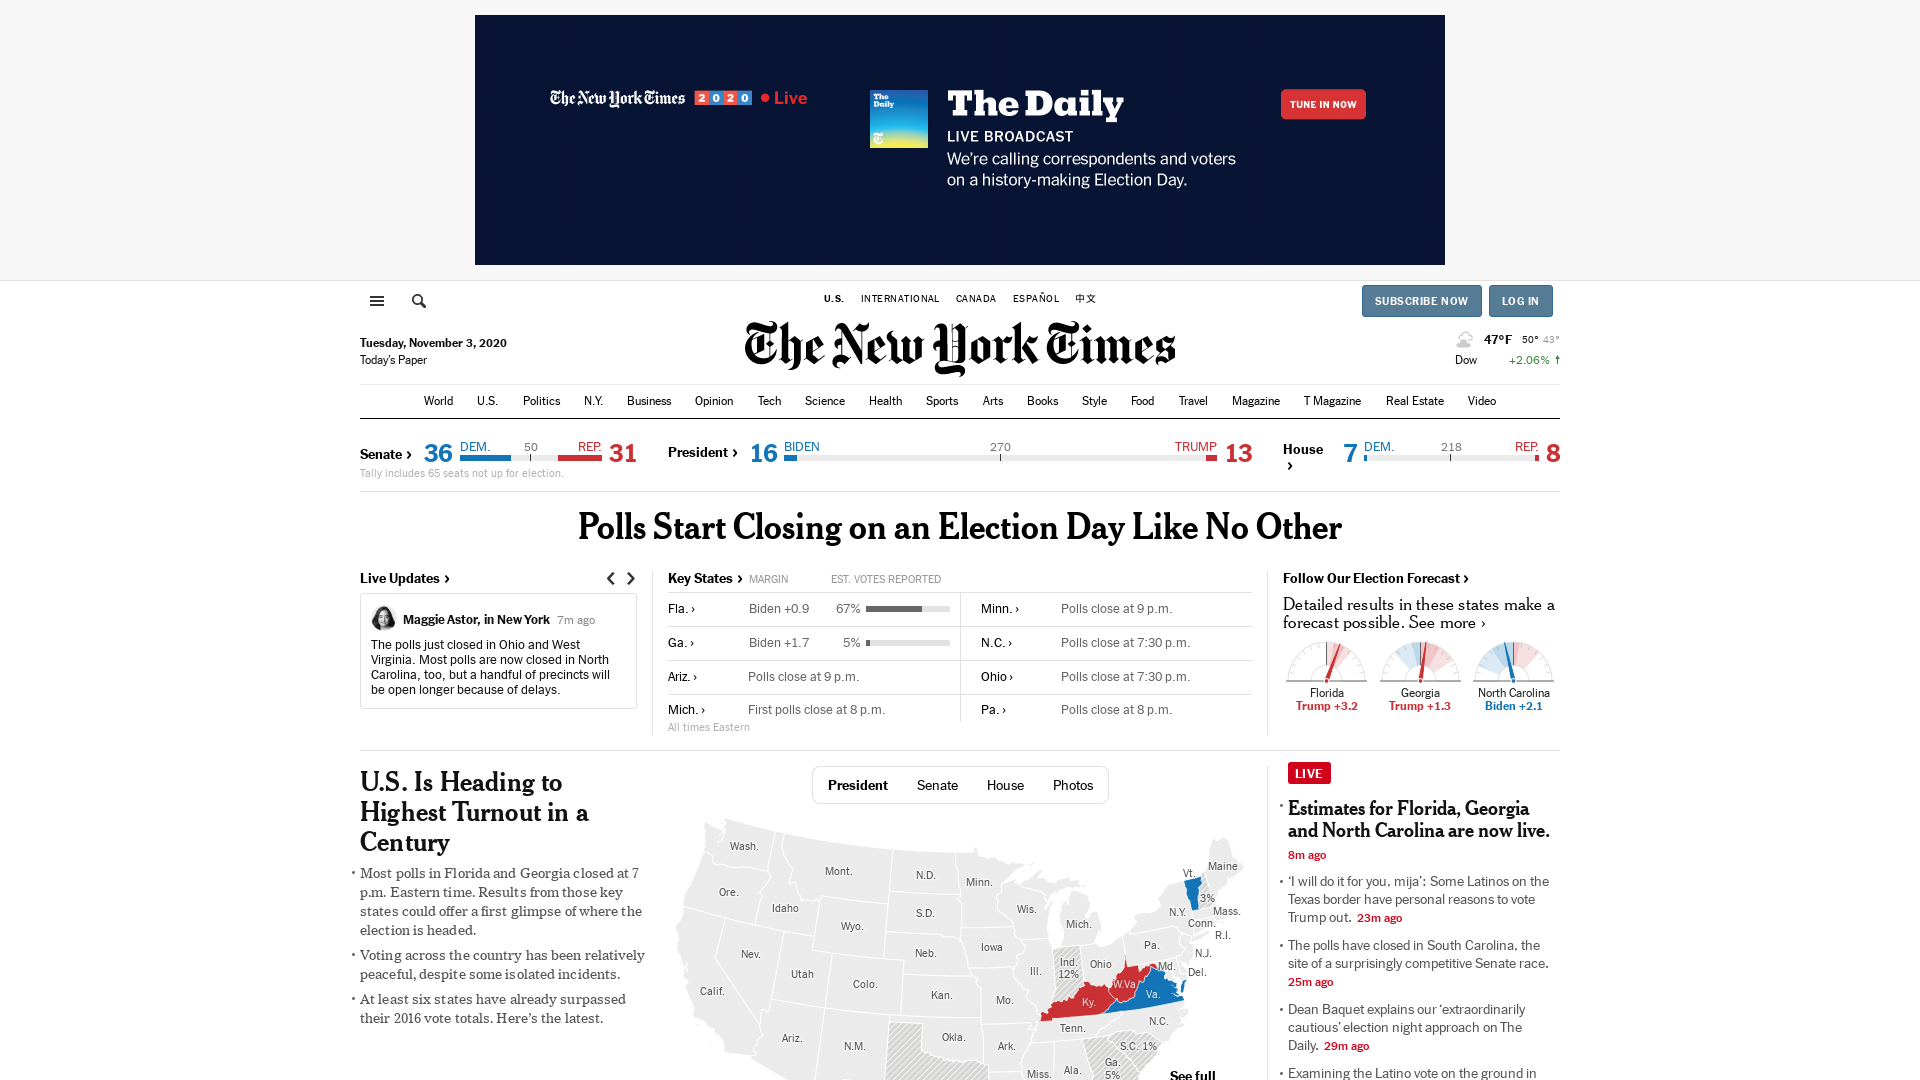 The New York Times 2020 Live
The Daily
The Daily
LIVE BROADCAST
We're calling correspondents and voters
on a history-making Election Day.
TUNE IN NOW
U.S. INTERNATIONAL CANADA ESPAÑOL 中文
SUBSCRIBE NOW LOG IN
The New York Times
Tuesday, November 3, 2020
Today's Paper
47°F 50° 43°
Dow +2.06% ↑
World U.S. Politics N.Y. Business Opinion Tech Science Health Sports Arts Books Style Food Travel Magazine T Magazine Real Estate Video
Senate › 36 DEM. 50 REP. 31
Tally includes 65 seats not up for election.
President › 16 BIDEN 270 TRUMP 13
House › 7 DEM. 218 REP. 8
Polls Start Closing on an Election Day Like No Other
Live Updates ›
Maggie Astor, in New York 7m ago
The polls just closed in Ohio and West
Virginia. Most polls are now closed in North
Carolina, too, but a handful of precincts will
be open longer because of delays.
Key States › MARGIN EST. VOTES REPORTED
Fla. › Biden +0.9 67%
Ga. › Biden +1.7 5%
Ariz. › Polls close at 9 p.m.
Mich. › First polls close at 8 p.m.
Minn. › Polls close at 9 p.m.
N.C. › Polls close at 7:30 p.m.
Ohio › Polls close at 7:30 p.m.
Pa. › Polls close at 8 p.m.
All times Eastern
Follow Our Election Forecast ›
Detailed results in these states make a
forecast possible. See more ›
Florida
Trump +3.2
Georgia
Trump +1.3
North Carolina
Biden +2.1
U.S. Is Heading to
Highest Turnout in a
Century
• Most polls in Florida and Georgia closed at 7
p.m. Eastern time. Results from those key
states could offer a first glimpse of where the
election is headed.
• Voting across the country has been relatively
peaceful, despite some isolated incidents.
• At least six states have already surpassed
their 2016 vote totals. Here's the latest.
President Senate House Photos
Wash.
Mont.
N.D.
Minn.
Maine
Vt.
Ore.
Idaho
S.D.
Wis.
3%
N.Y.
Mass.
Wyo.
Mich.
Conn.
R.I.
Nev.
Neb.
Iowa
Pa.
N.J.
Utah
Colo.
Ill.
Ind.
12%
Ohio
Md.
Del.
Calif.
Kan.
Mo.
Ky.
W.Va.
Va.
N.C.
Tenn.
Ariz.
N.M.
Okla.
Ark.
S.C. 1%
Miss.
Ala.
Ga.
5%
See full
LIVE
• Estimates for Florida, Georgia
and North Carolina are now live.
8m ago
• ‘I will do it for you, mija’: Some Latinos on the
Texas border have personal reasons to vote
Trump out. 23m ago
• The polls have closed in South Carolina, the
site of a surprisingly competitive Senate race.
25m ago
• Dean Baquet explains our ‘extraordinarily
cautious’ election night approach on The
Daily. 29m ago
• Examining the Latino vote on the ground in